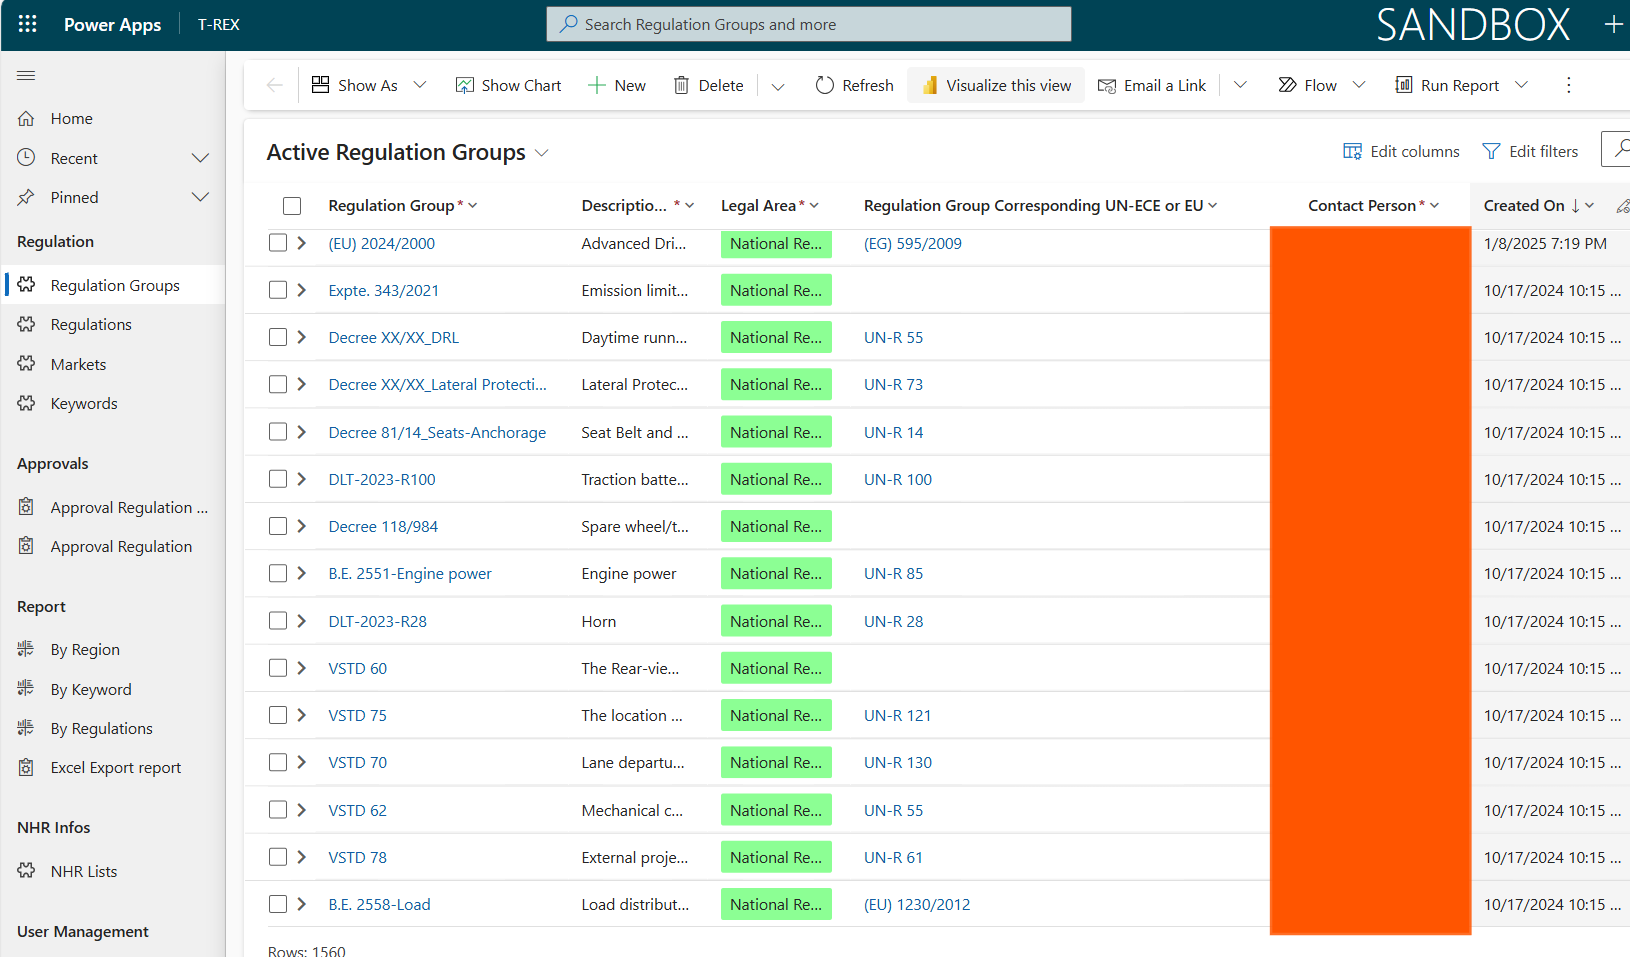 Power Apps T-REX Search Regulation Groups and more SANDBOX
Show As Show Chart New Delete Refresh Visualize this view Email a Link Flow Run Report
Home
Recent
Pinned
Regulation
Regulation Groups
Regulations
Markets
Keywords
Approvals
Approval Regulation ...
Approval Regulation
Report
By Region
By Keyword
By Regulations
Excel Export report
NHR Infos
NHR Lists
User Management
Active Regulation Groups Edit columns Edit filters
Regulation Group* Descriptio... * Legal Area* Regulation Group Corresponding UN-ECE or EU Contact Person* Created On
(EU) 2024/2000 Advanced Dri... National Re... (EG) 595/2009 1/8/2025 7:19 PM
Expte. 343/2021 Emission limit... National Re... 10/17/2024 10:15 ...
Decree XX/XX_DRL Daytime runn... National Re... UN-R 55 10/17/2024 10:15 ...
Decree XX/XX_Lateral Protecti... Lateral Protec... National Re... UN-R 73 10/17/2024 10:15 ...
Decree 81/14_Seats-Anchorage Seat Belt and ... National Re... UN-R 14 10/17/2024 10:15 ...
DLT-2023-R100 Traction batte... National Re... UN-R 100 10/17/2024 10:15 ...
Decree 118/984 Spare wheel/t... National Re... 10/17/2024 10:15 ...
B.E. 2551-Engine power Engine power National Re... UN-R 85 10/17/2024 10:15 ...
DLT-2023-R28 Horn National Re... UN-R 28 10/17/2024 10:15 ...
VSTD 60 The Rear-vie... National Re... 10/17/2024 10:15 ...
VSTD 75 The location ... National Re... UN-R 121 10/17/2024 10:15 ...
VSTD 70 Lane departu... National Re... UN-R 130 10/17/2024 10:15 ...
VSTD 62 Mechanical c... National Re... UN-R 55 10/17/2024 10:15 ...
VSTD 78 External proje... National Re... UN-R 61 10/17/2024 10:15 ...
B.E. 2558-Load Load distribut... National Re... (EU) 1230/2012 10/17/2024 10:15 ...
Rows: 1560